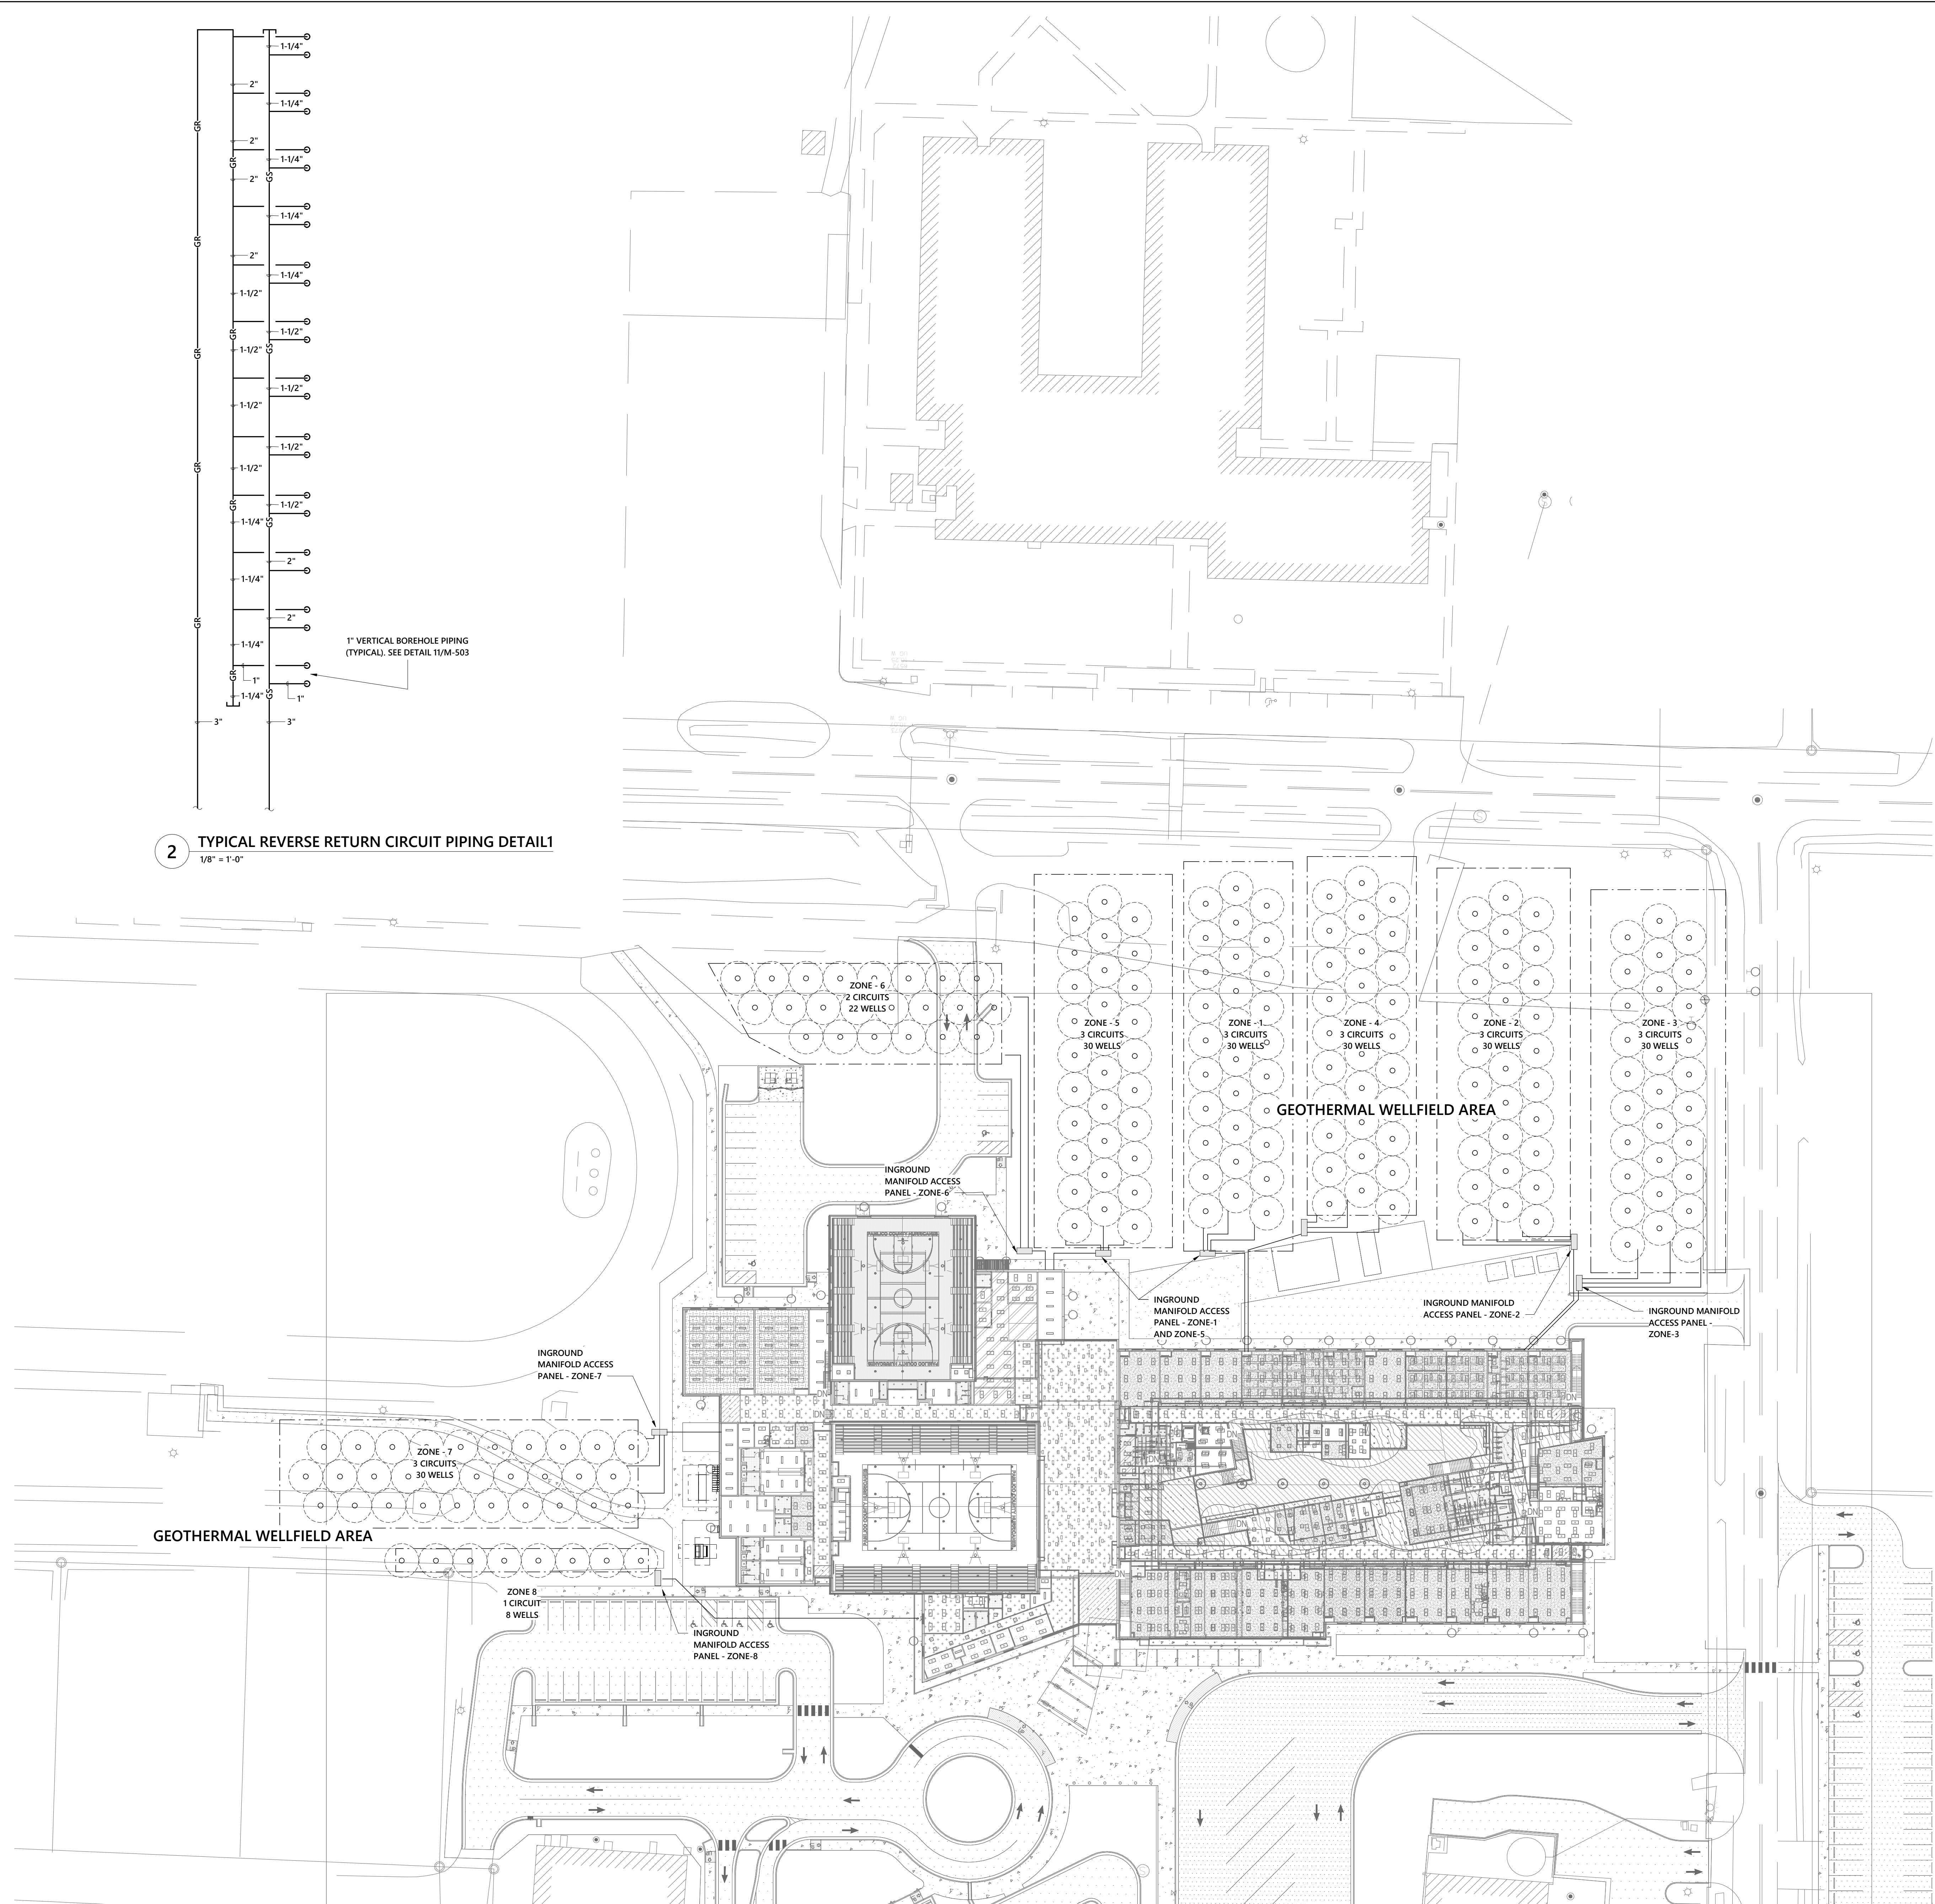 1-1/4"
2"
1-1/4"
GR
2"
1-1/4"
GR
2"
GS
1-1/4"
GR
2"
1-1/4"
1-1/2"
1-1/2"
GR
GR
1-1/2"
GS
1-1/2"
1-1/2"
1-1/2"
GR
1-1/2"
GR
1-1/2"
1-1/4"
GS
2"
1-1/4"
2"
GR
1-1/4"
1" VERTICAL BOREHOLE PIPING
(TYPICAL). SEE DETAIL 11/M-503
GR
1"
1-1/4"
GS
1"
3"
3"
2
TYPICAL REVERSE RETURN CIRCUIT PIPING DETAIL1
1/8" = 1'-0"
ZONE - 6
2 CIRCUITS
22 WELLS
ZONE - 5
3 CIRCUITS
30 WELLS
ZONE - 1
3 CIRCUITS
30 WELLS
ZONE - 4
3 CIRCUITS
30 WELLS
ZONE - 2
3 CIRCUITS
30 WELLS
ZONE - 3
3 CIRCUITS
30 WELLS
GEOTHERMAL WELLFIELD AREA
INGROUND
MANIFOLD ACCESS
PANEL - ZONE-6
INGROUND
MANIFOLD ACCESS
PANEL - ZONE-1
AND ZONE-5
INGROUND MANIFOLD
ACCESS PANEL - ZONE-2
INGROUND MANIFOLD
ACCESS PANEL -
ZONE-3
INGROUND
MANIFOLD ACCESS
PANEL - ZONE-7
ZONE - 7
3 CIRCUITS
30 WELLS
GEOTHERMAL WELLFIELD AREA
ZONE 8
1 CIRCUIT
8 WELLS
INGROUND
MANIFOLD ACCESS
PANEL - ZONE-8
DN
DN
DN
DN
DN
DN
DN
DN